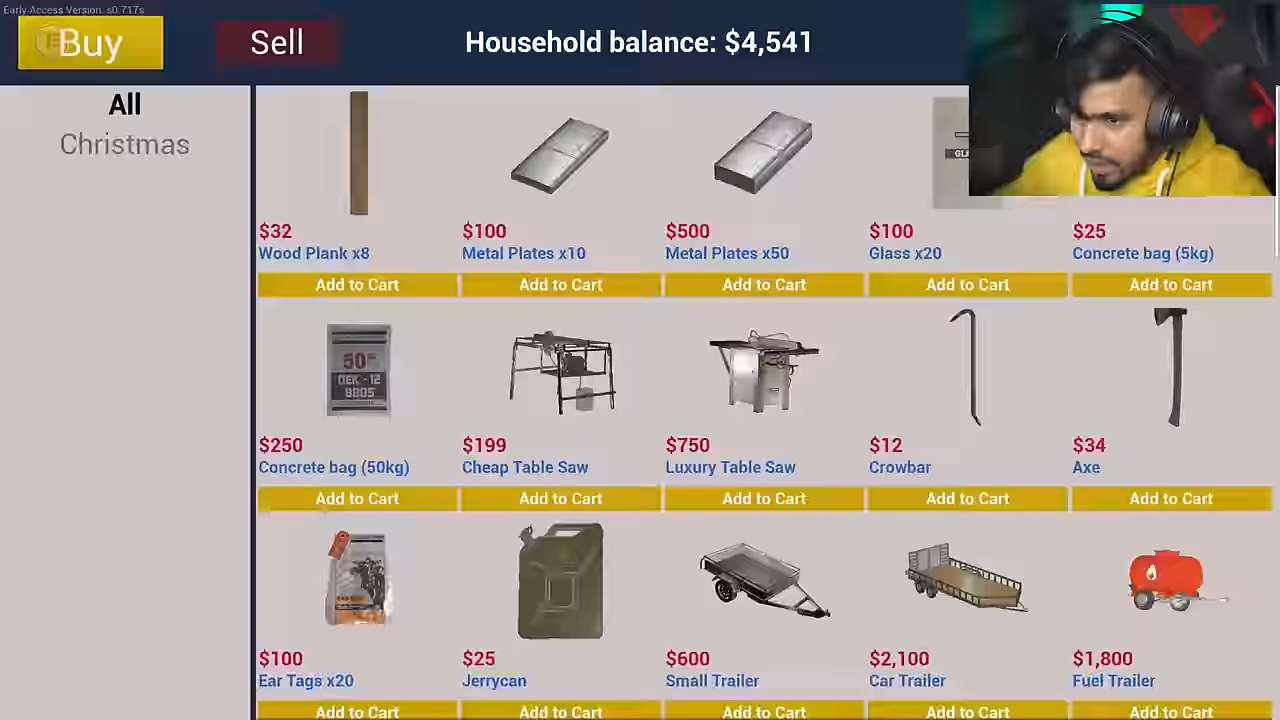 Early Access Version: s0.717s
Buy
Sell
Household balance: $4,541
All
Christmas
$32
Wood Plank x8
Add to Cart
$100
Metal Plates x10
Add to Cart
$500
Metal Plates x50
Add to Cart
$100
Glass x20
Add to Cart
$25
Concrete bag (5kg)
Add to Cart
50
$250
Concrete bag (50kg)
Add to Cart
$199
Cheap Table Saw
Add to Cart
$750
Luxury Table Saw
Add to Cart
$12
Crowbar
Add to Cart
$34
Axe
Add to Cart
$100
Ear Tags x20
Add to Cart
$25
Jerrycan
Add to Cart
$600
Small Trailer
Add to Cart
$2,100
Car Trailer
Add to Cart
$1,800
Fuel Trailer
Add to Cart